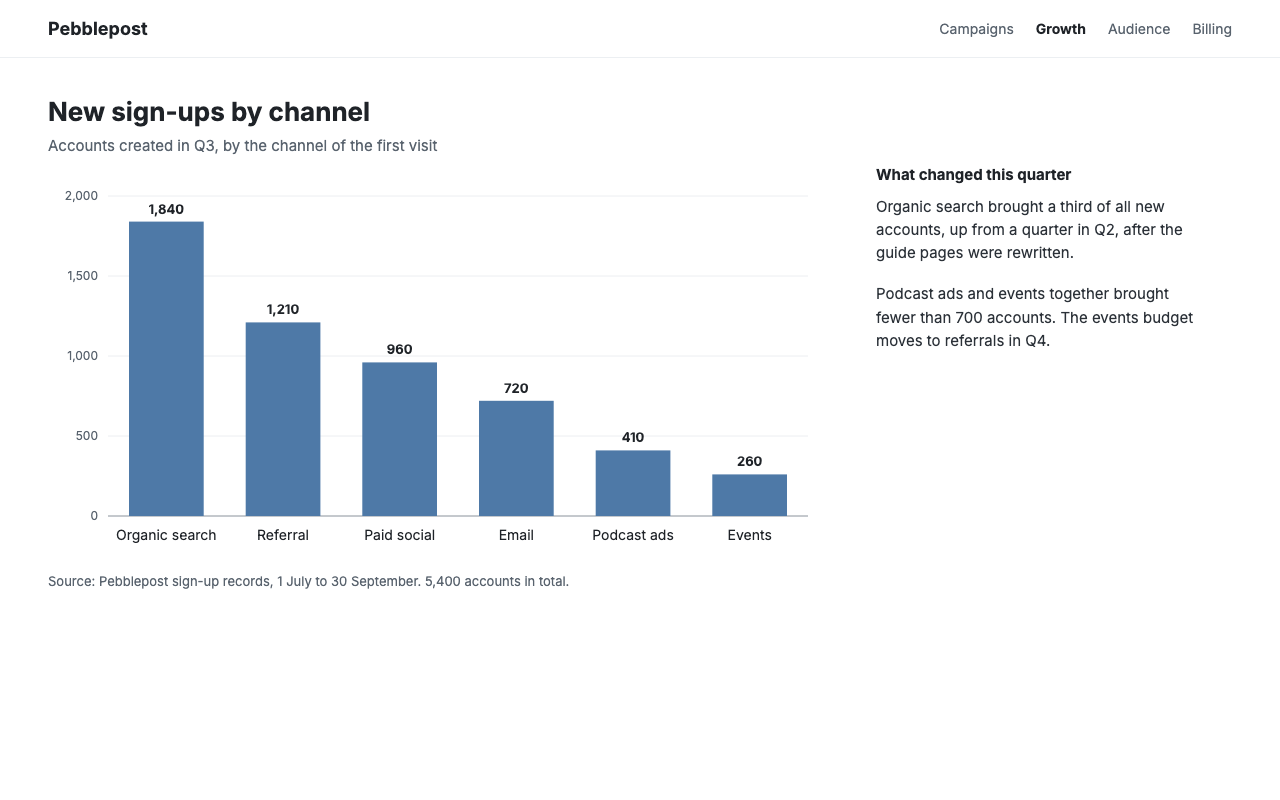 Pebblepost
Campaigns Growth Audience Billing
New sign-ups by channel
Accounts created in Q3, by the channel of the first visit
2,000
1,500
1,000
500
0
1,840
1,210
960
720
410
260
Organic search
Referral
Paid social
Email
Podcast ads
Events
Source: Pebblepost sign-up records, 1 July to 30 September. 5,400 accounts in total.
What changed this quarter
Organic search brought a third of all new
accounts, up from a quarter in Q2, after the
guide pages were rewritten.
Podcast ads and events together brought
fewer than 700 accounts. The events budget
moves to referrals in Q4.